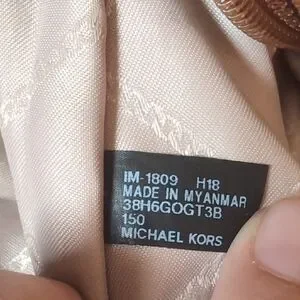 IM-1809 H18
MADE IN MYANMAR
38H6GOGT3B
150
MICHAEL KORS